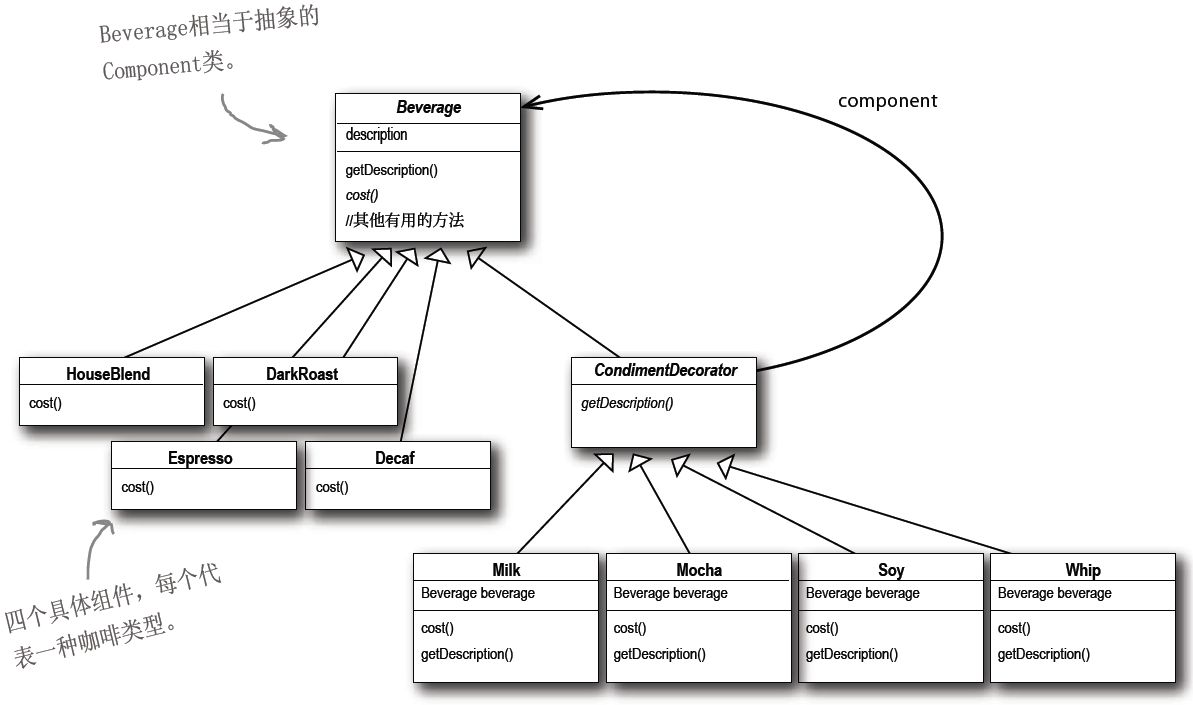 Beverage相当于抽象的
Component类。
component
Beverage
description
getDescription()
cost()
//其他有用的方法
HouseBlend
cost()
DarkRoast
cost()
Espresso
cost()
Decaf
cost()
CondimentDecorator
getDescription()
四个具体组件，每个代
表一种咖啡类型。
Milk
Beverage beverage
cost()
getDescription()
Mocha
Beverage beverage
cost()
getDescription()
Soy
Beverage beverage
cost()
getDescription()
Whip
Beverage beverage
cost()
getDescription()